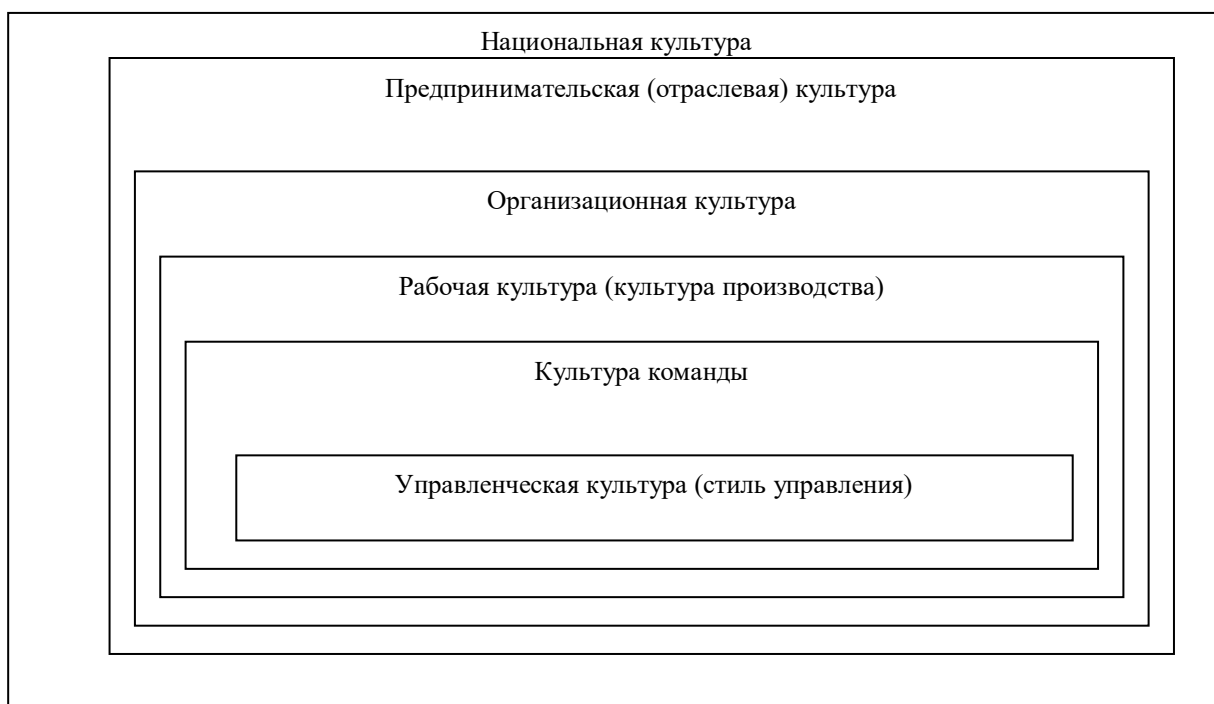 Национальная культура
Предпринимательская (отраслевая) культура
Организационная культура
Рабочая культура (культура производства)
Культура команды
Управленческая культура (стиль управления)